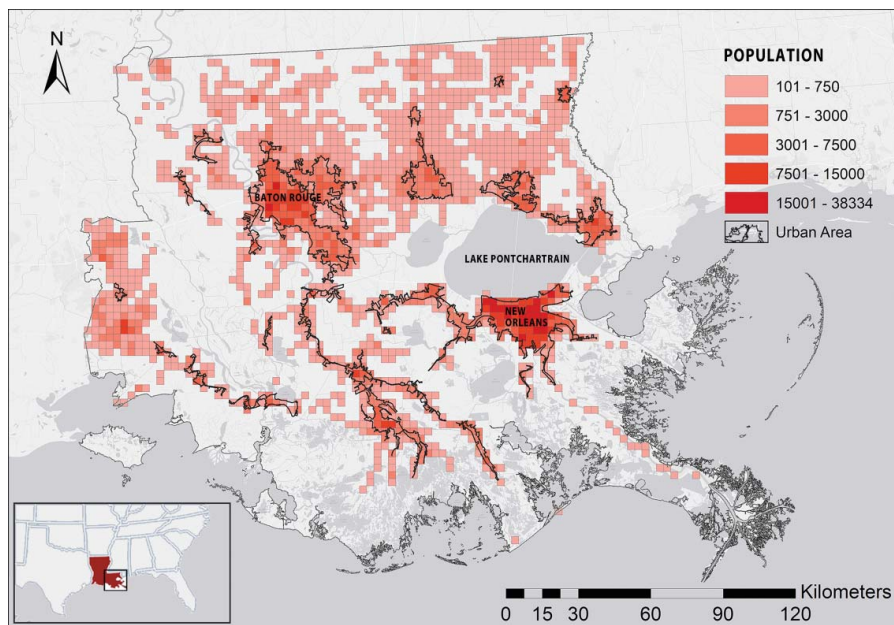 N
POPULATION
101 - 750
751 - 3000
3001 - 7500
7501 - 15000
15001 - 38334
Urban Area
BATON ROUGE
LAKE PONTCHARTRAIN
NEW
ORLEANS
Kilometers
0 15 30 60 90 120